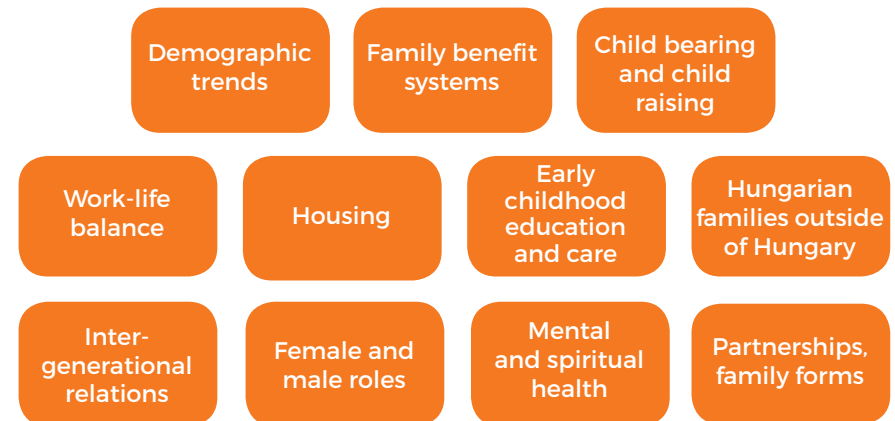 Demographic
trends
Family benefit
systems
Child bearing
and child
raising
Work-life
balance
Housing
Early
childhood
education
and care
Hungarian
families outside
of Hungary
Inter-
generational
relations
Female and
male roles
Mental
and spiritual
health
Partnerships,
family forms